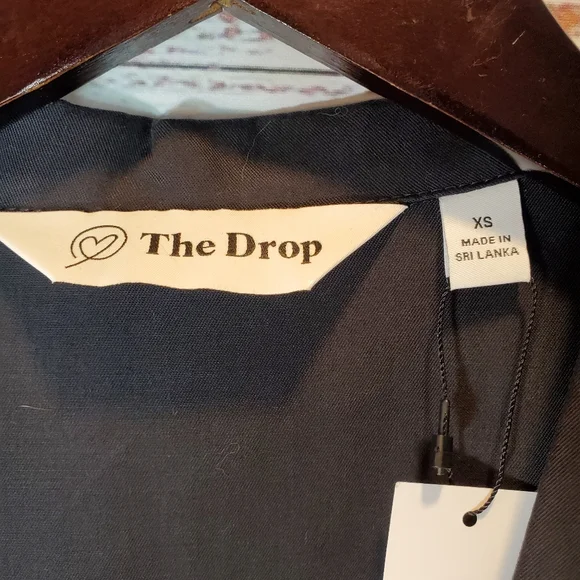 The Drop
XS
MADE IN
SRI LANKA